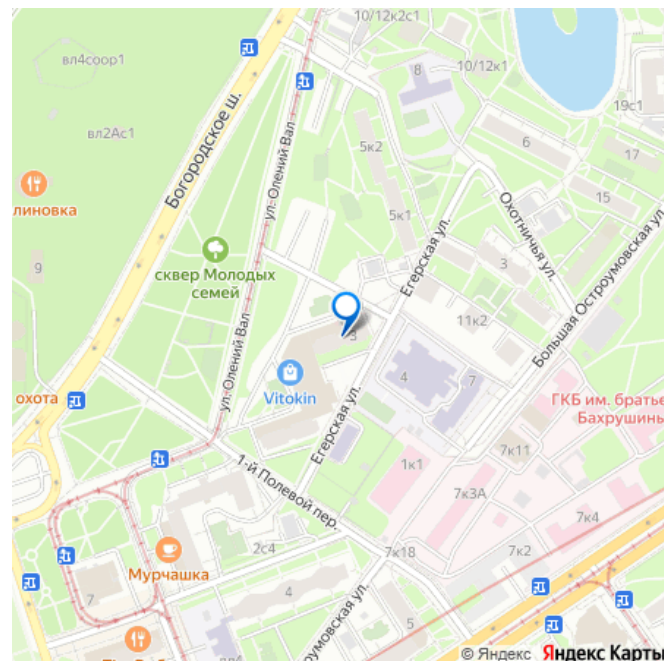 10/12к2с1
вл4соор1
10/12к1
8
19с1
Богородское ш.
вл2Ас1
5к2
6
17
линовка
ул. Олений Вал
Охотничья ул.
15
5к1
Егерская ул.
сквер Молодых
семей
9
3
Большая Остроумовская ул.
11к2
3
Vitokin
ул. Олений Вал
4
7
охота
Егерская ул.
ГКБ им. братье
Бахрушины
7к11
1-й Полевой пер.
1к1
7к3А
7к4
2с4
7к18
7к2
Мурчашка
4
7
5
© Яндекс Яндекс Карты